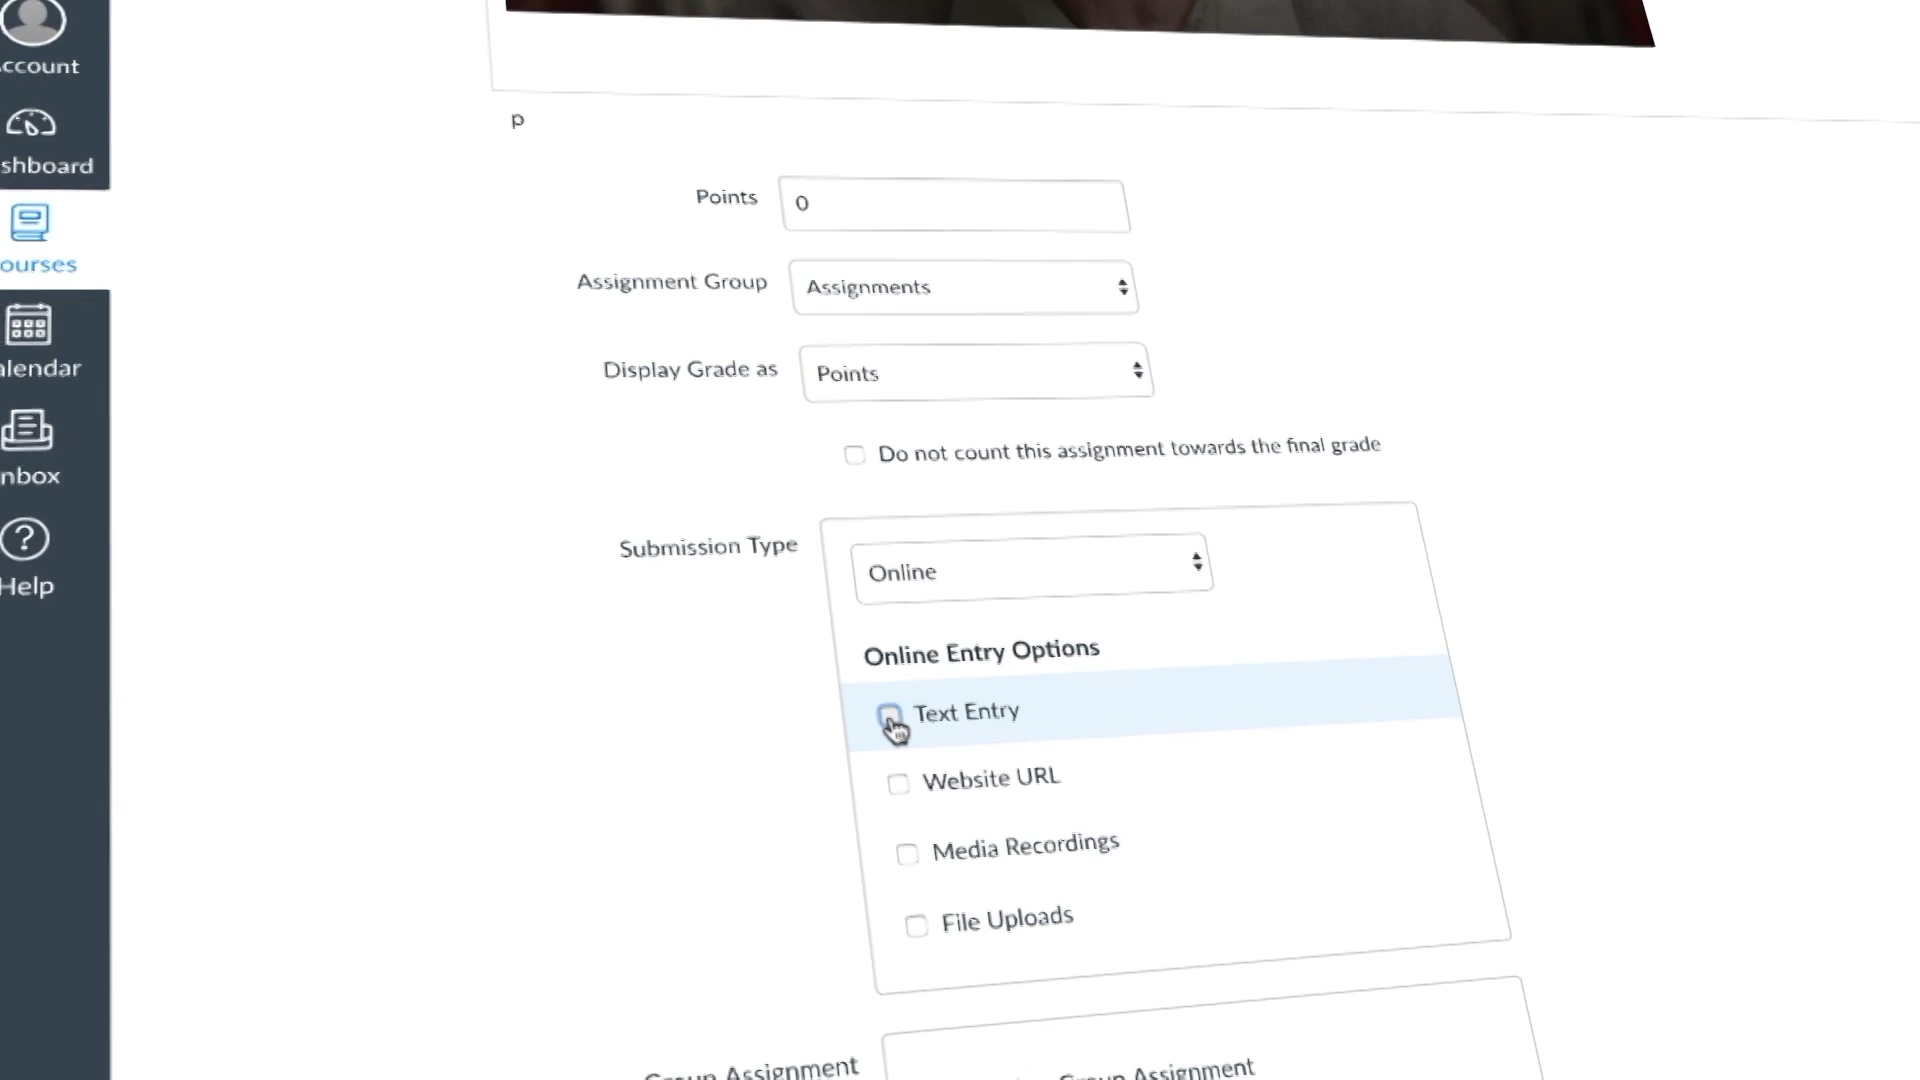 ccount
shboard
ourses
alendar
nbox
Help
p
Points
0
Assignment Group
Assignments
Display Grade as
Points
Do not count this assignment towards the final grade
Submission Type
Online
Online Entry Options
Text Entry
Website URL
Media Recordings
File Uploads
Group Assignment
Group Assignment